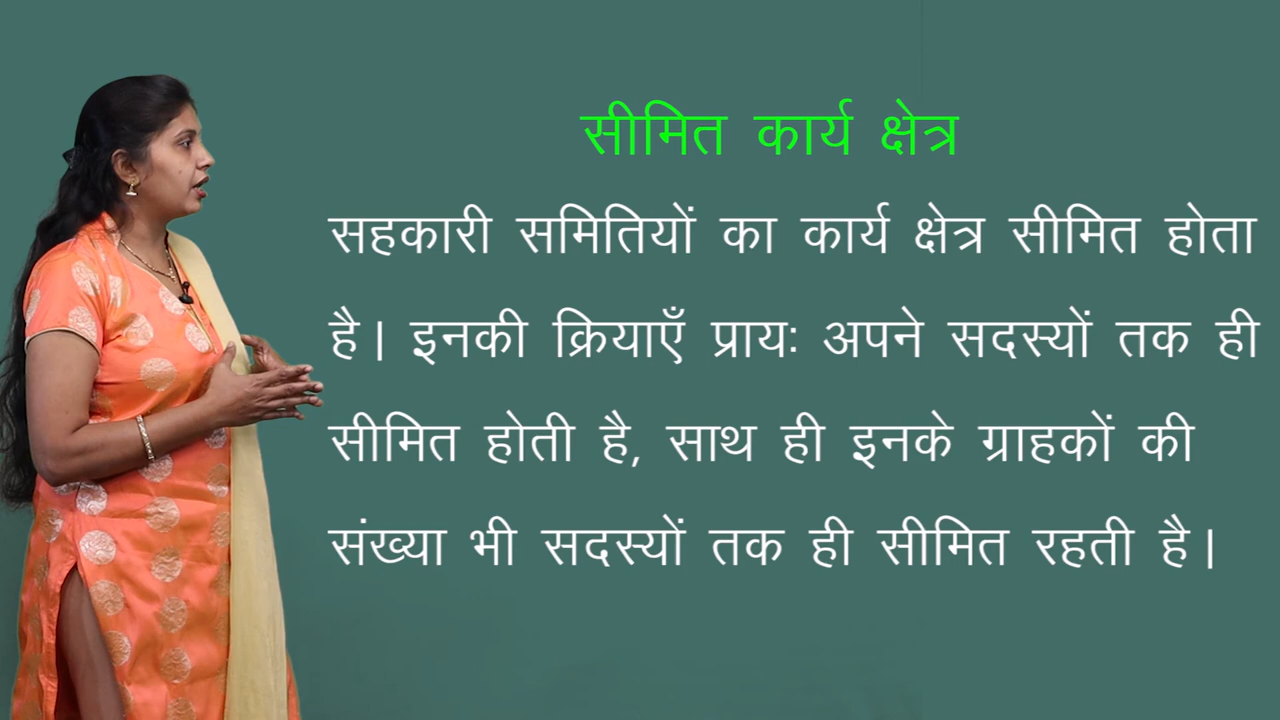 सीमित कार्य क्षेत्र
सहकारी समितियों का कार्य क्षेत्र सीमित होता
है। इनकी क्रियाएँ प्रायः अपने सदस्यों तक ही
सीमित होती है, साथ ही इनके ग्राहकों की
संख्या भी सदस्यों तक ही सीमित रहती है।